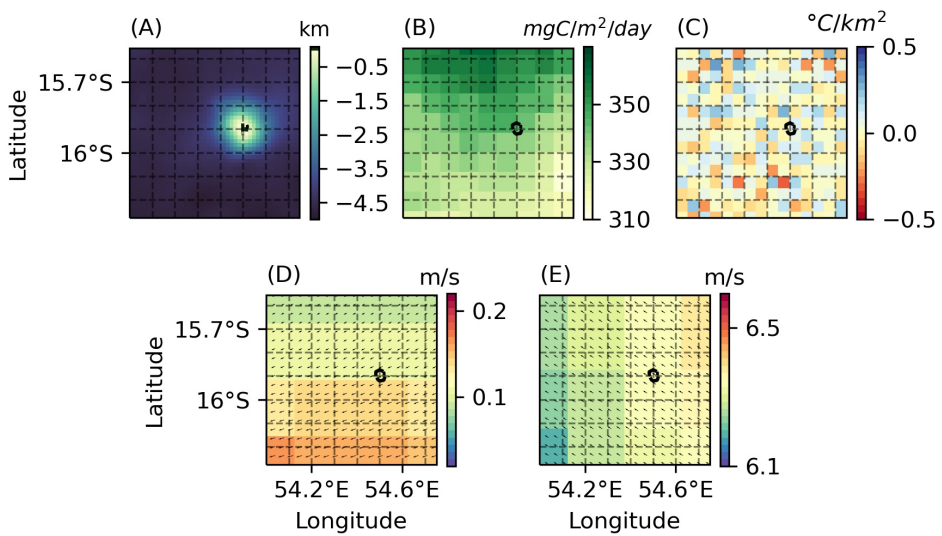 (A)
km
15.7°S
16°S
Latitude
−0.5
−1.5
−2.5
−3.5
−4.5
(B)
mgC/m²/day
350
330
310
(C)
°C/km²
0.5
0.0
−0.5
(D)
m/s
15.7°S
16°S
Latitude
0.2
0.1
54.2°E 54.6°E
Longitude
(E)
m/s
6.5
6.1
54.2°E 54.6°E
Longitude